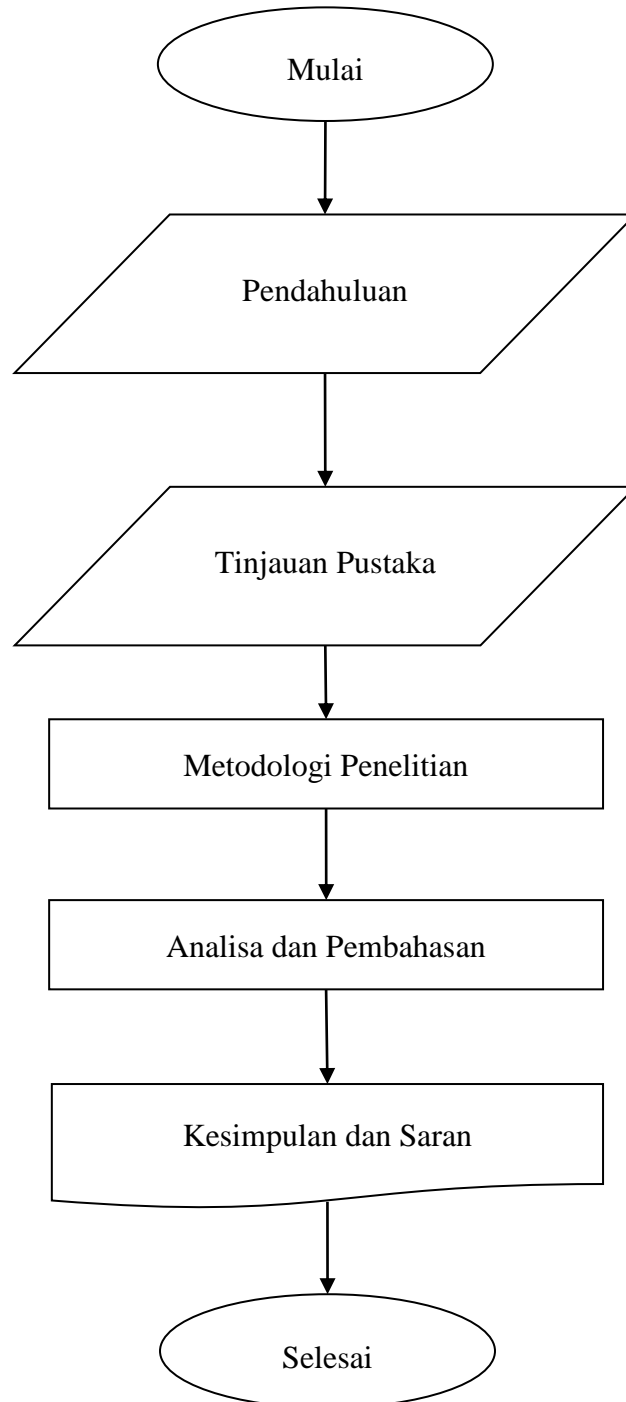 Mulai
Pendahuluan
Tinjauan Pustaka
Metodologi Penelitian
Analisa dan Pembahasan
Kesimpulan dan Saran
Selesai